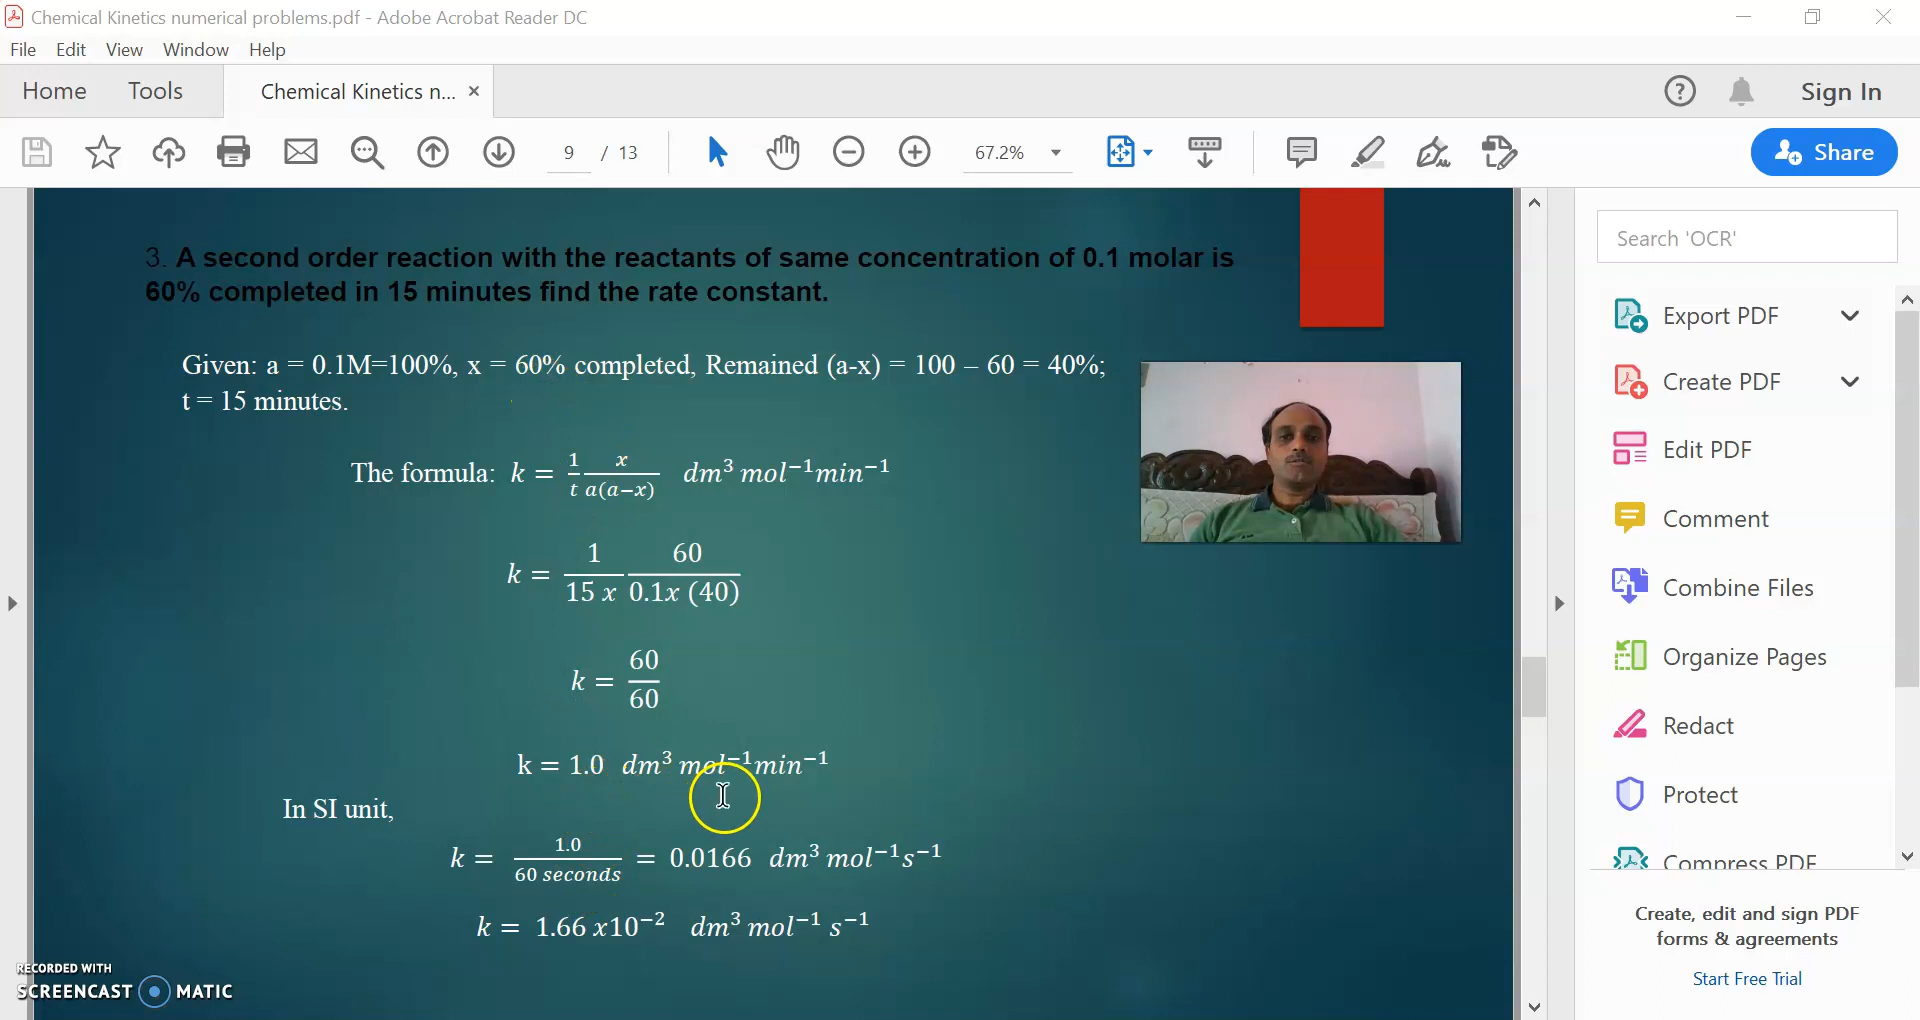 Chemical Kinetics numerical problems.pdf - Adobe Acrobat Reader DC
File Edit View Window Help
Home Tools Chemical Kinetics n... × Sign In
9 / 13 67.2% Share
3. A second order reaction with the reactants of same concentration of 0.1 molar is
60% completed in 15 minutes find the rate constant.
Given: a = 0.1M=100%, x = 60% completed, Remained (a-x) = 100 – 60 = 40%;
t = 15 minutes.
The formula: k = 1/t x/a(a−x) dm³ mol⁻¹min⁻¹
k = 1/15 x 60/0.1x (40)
k = 60/60
k = 1.0 dm³ mol⁻¹min⁻¹
In SI unit,
k = 1.0/60 seconds = 0.0166 dm³ mol⁻¹s⁻¹
k = 1.66 x10⁻² dm³ mol⁻¹ s⁻¹
RECORDED WITH
SCREENCAST MATIC
Search 'OCR'
Export PDF
Create PDF
Edit PDF
Comment
Combine Files
Organize Pages
Redact
Protect
Compress PDF
Create, edit and sign PDF
forms & agreements
Start Free Trial